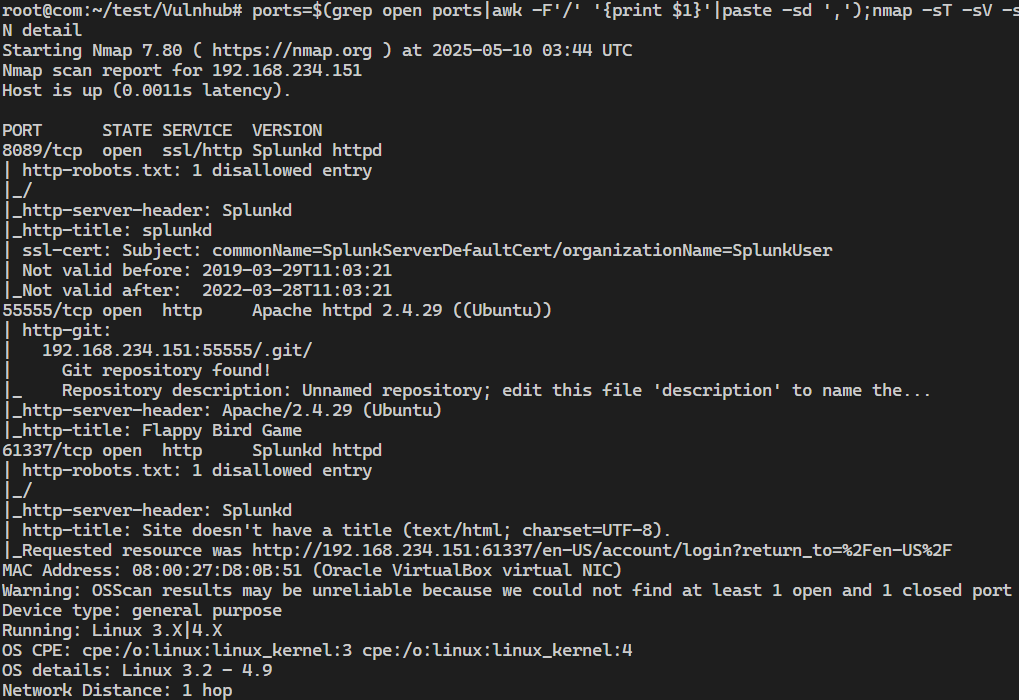 root@com:~/test/Vulnhub# ports=$(grep open ports|awk -F'/' '{print $1}'|paste -sd ',');nmap -sT -sV -s
N detail
Starting Nmap 7.80 ( https://nmap.org ) at 2025-05-10 03:44 UTC
Nmap scan report for 192.168.234.151
Host is up (0.0011s latency).
PORT      STATE SERVICE  VERSION
8089/tcp  open  ssl/http Splunkd httpd
| http-robots.txt: 1 disallowed entry
|_/
|_http-server-header: Splunkd
|_http-title: splunkd
| ssl-cert: Subject: commonName=SplunkServerDefaultCert/organizationName=SplunkUser
| Not valid before: 2019-03-29T11:03:21
|_Not valid after:  2022-03-28T11:03:21
55555/tcp open  http     Apache httpd 2.4.29 ((Ubuntu))
| http-git:
|   192.168.234.151:55555/.git/
|     Git repository found!
|_    Repository description: Unnamed repository; edit this file 'description' to name the...
|_http-server-header: Apache/2.4.29 (Ubuntu)
|_http-title: Flappy Bird Game
61337/tcp open  http     Splunkd httpd
| http-robots.txt: 1 disallowed entry
|_/
|_http-server-header: Splunkd
| http-title: Site doesn't have a title (text/html; charset=UTF-8).
|_Requested resource was http://192.168.234.151:61337/en-US/account/login?return_to=%2Fen-US%2F
MAC Address: 08:00:27:D8:0B:51 (Oracle VirtualBox virtual NIC)
Warning: OSScan results may be unreliable because we could not find at least 1 open and 1 closed port
Device type: general purpose
Running: Linux 3.X|4.X
OS CPE: cpe:/o:linux:linux_kernel:3 cpe:/o:linux:linux_kernel:4
OS details: Linux 3.2 - 4.9
Network Distance: 1 hop